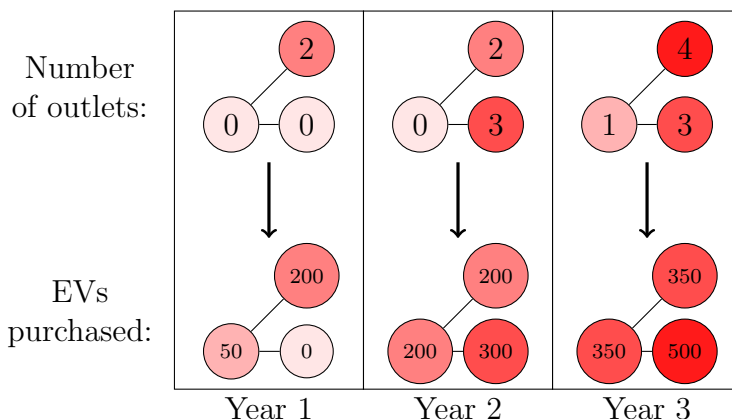 Number
of outlets:
2 2 4
0 0 0 3 1 3
EVs
purchased:
200 200 350
50 0 200 300 350 500
Year 1 Year 2 Year 3